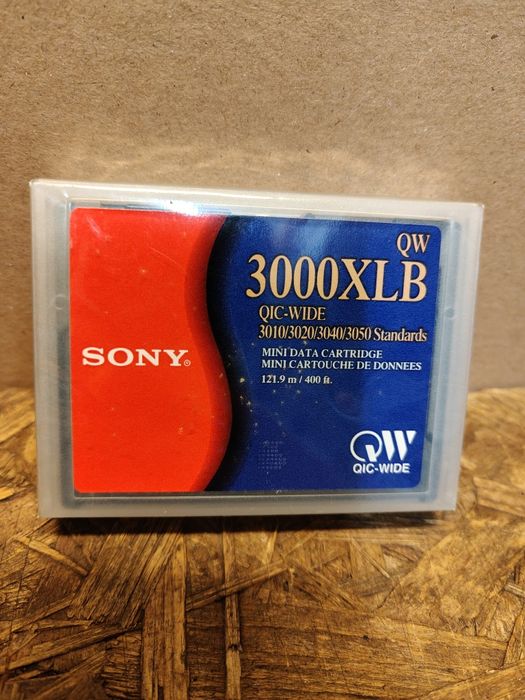 SONY®
QW
3000XLB
QIC-WIDE
3010/3020/3040/3050 Standards
MINI DATA CARTRIDGE
MINI CARTOUCHE DE DONNEES
121.9 m / 400 ft.
QW
QIC-WIDE